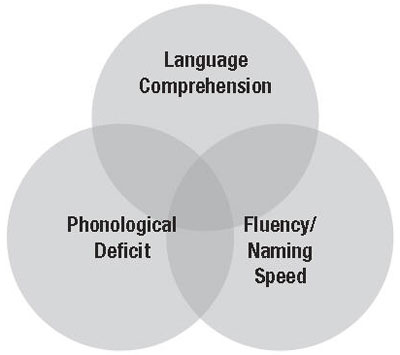 Language
Comprehension
Phonological
Deficit
Fluency/
Naming
Speed